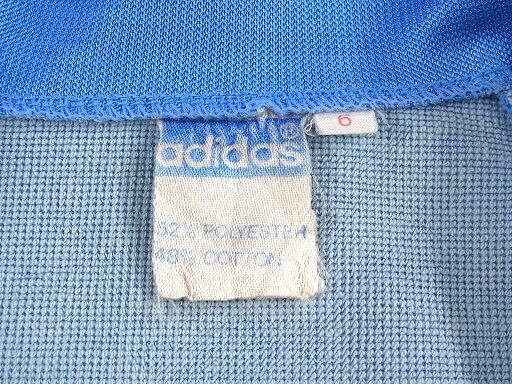 adidas®
6
52% POLYESTER
48% COTTON